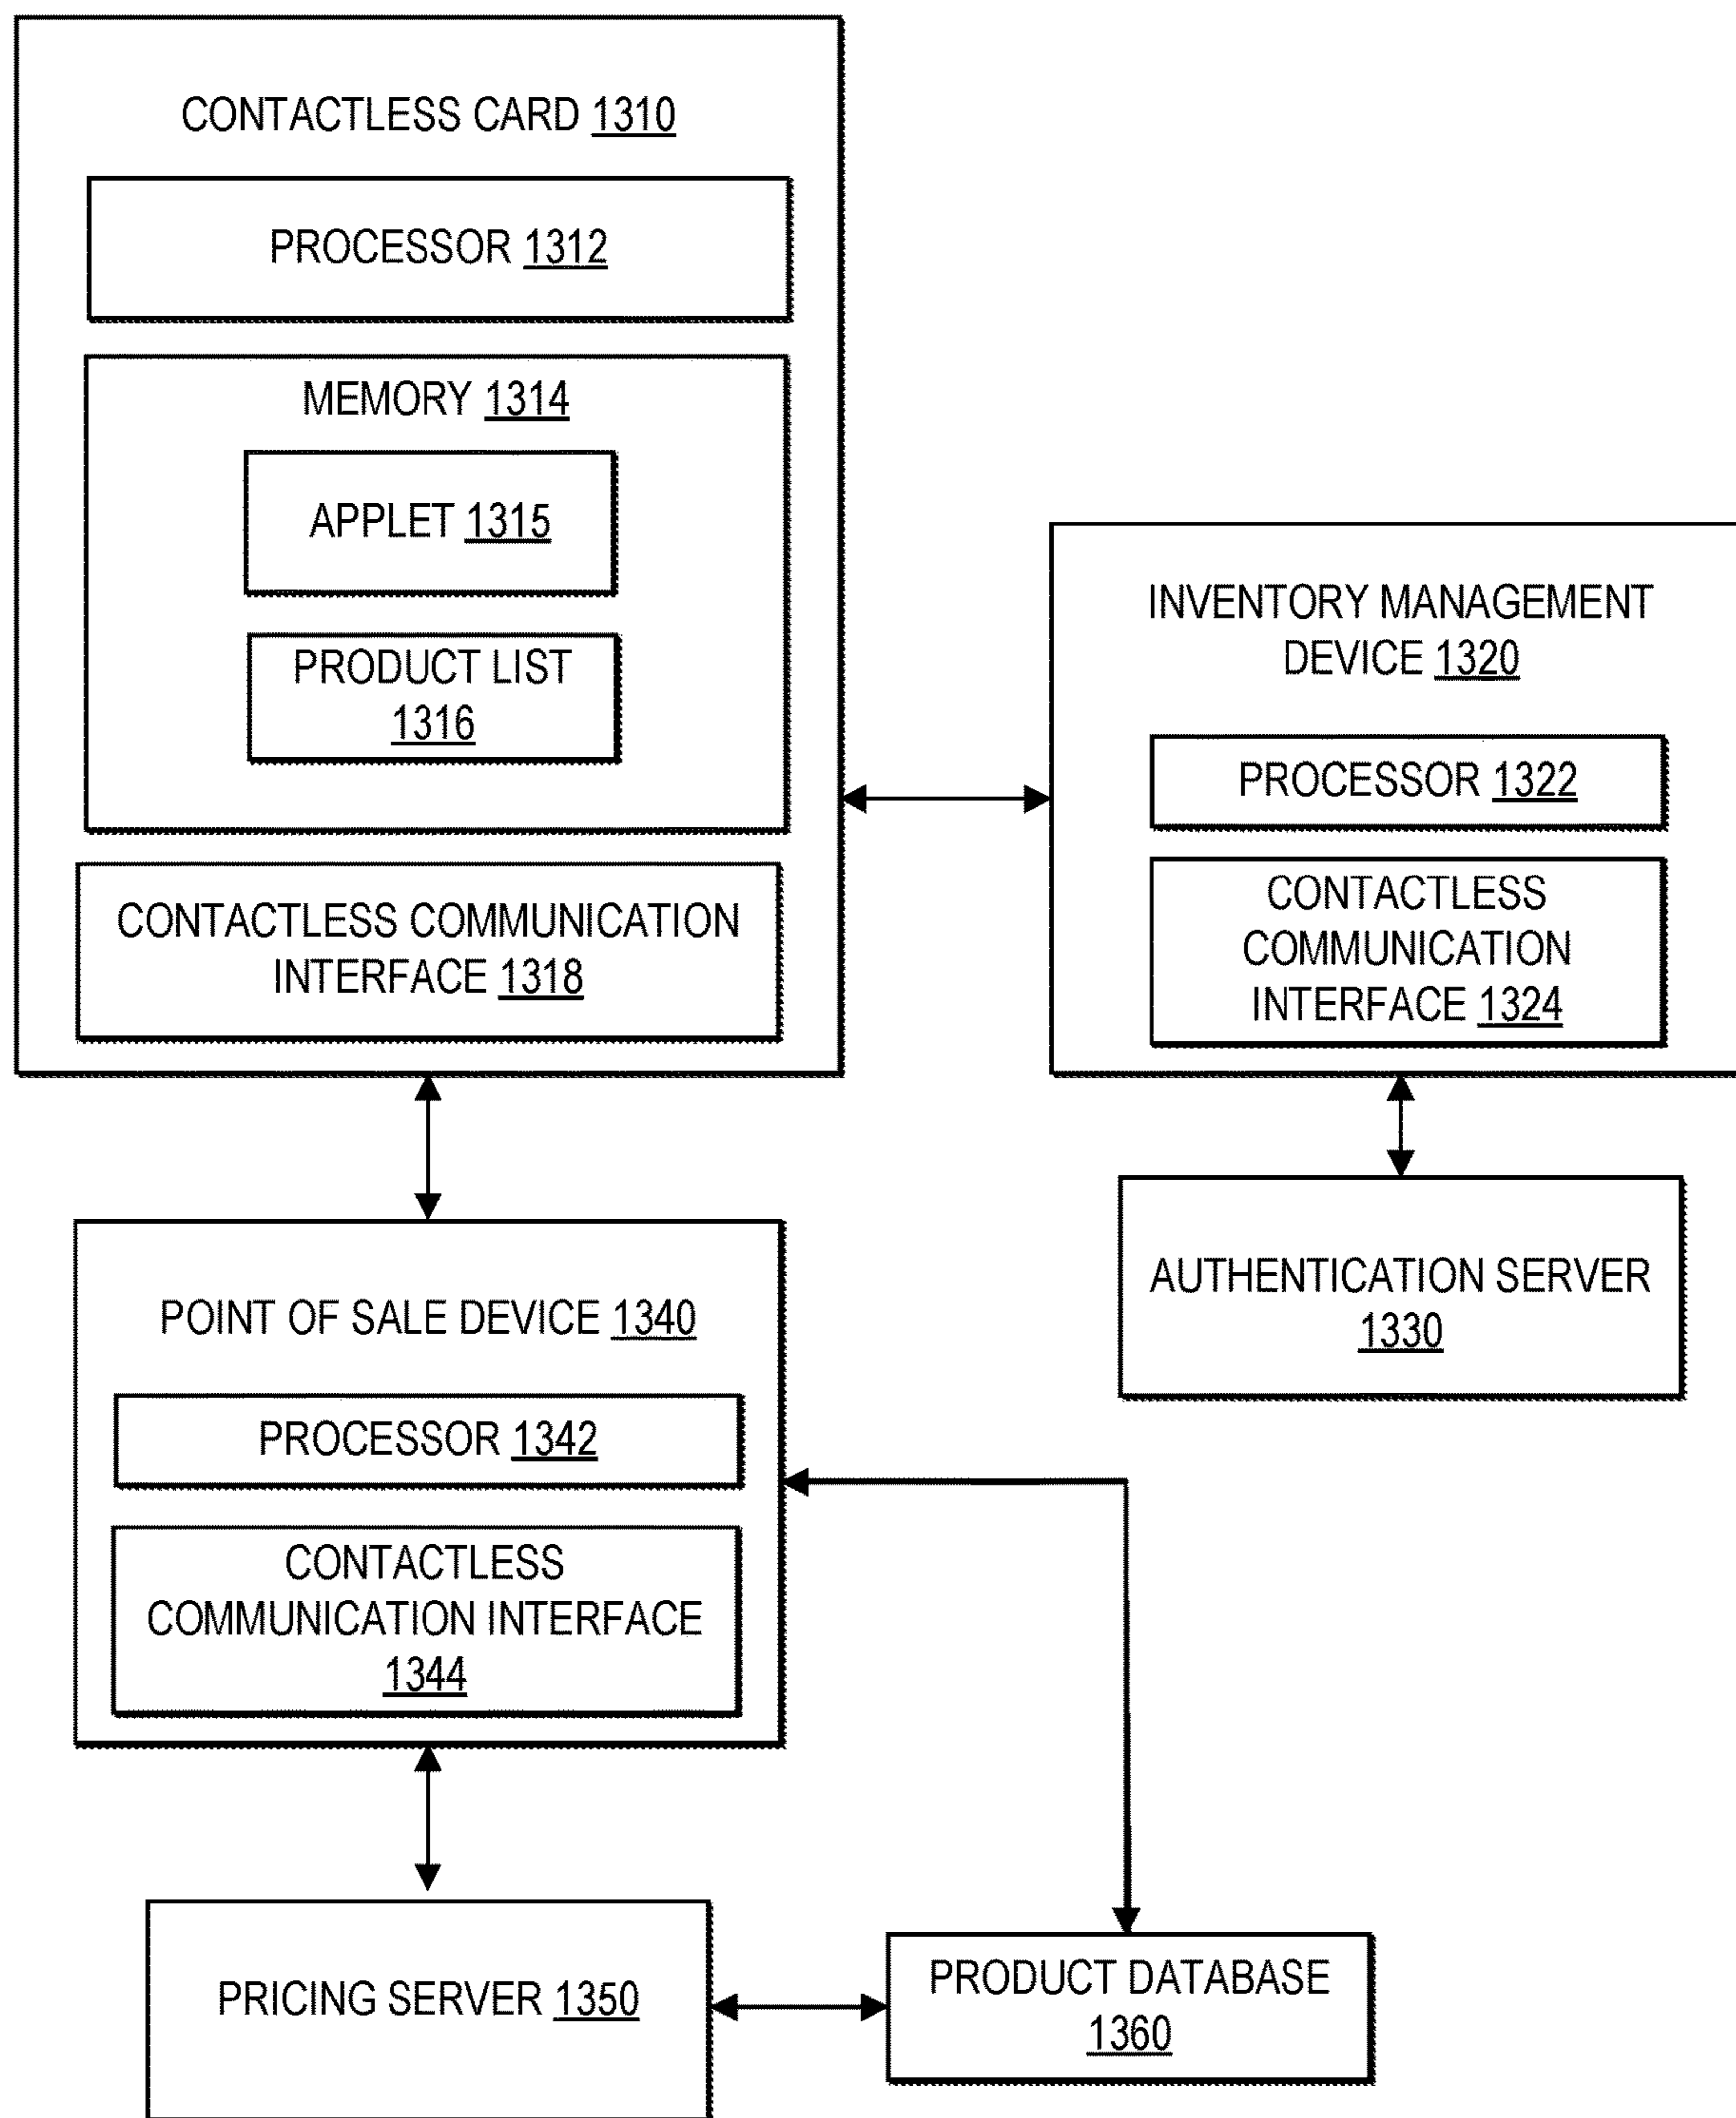 CONTACTLESS CARD 1310
PROCESSOR 1312
MEMORY 1314
APPLET 1315
PRODUCT LIST
1316
CONTACTLESS COMMUNICATION
INTERFACE 1318
INVENTORY MANAGEMENT
DEVICE 1320
PROCESSOR 1322
CONTACTLESS
COMMUNICATION
INTERFACE 1324
AUTHENTICATION SERVER
1330
POINT OF SALE DEVICE 1340
PROCESSOR 1342
CONTACTLESS
COMMUNICATION INTERFACE
1344
PRICING SERVER 1350
PRODUCT DATABASE
1360